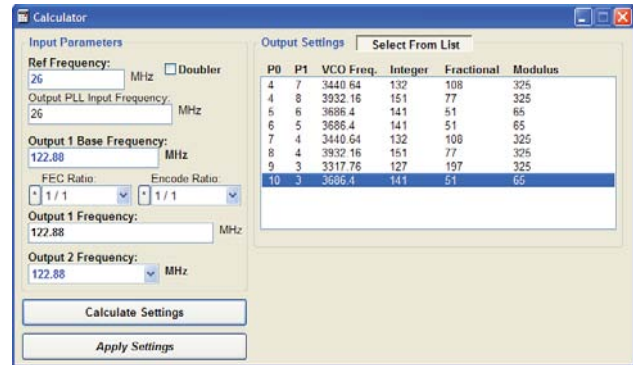 Calculator
Input Parameters
Ref Frequency:
26 MHz Doubler
Output PLL Input Frequency:
26 MHz
Output 1 Base Frequency:
122.88 MHz
FEC Ratio: Encode Ratio:
* 1 / 1 * 1 / 1
Output 1 Frequency:
122.88 MHz
Output 2 Frequency:
122.88 MHz
Calculate Settings
Apply Settings
Output Settings Select From List
P0 P1 VCO Freq. Integer Fractional Modulus
4 7 3440.64 132 108 325
4 8 3932.16 151 77 325
5 6 3686.4 141 51 65
6 5 3686.4 141 51 65
7 4 3440.64 132 108 325
8 4 3932.16 151 77 325
9 3 3317.76 127 197 325
10 3 3686.4 141 51 65